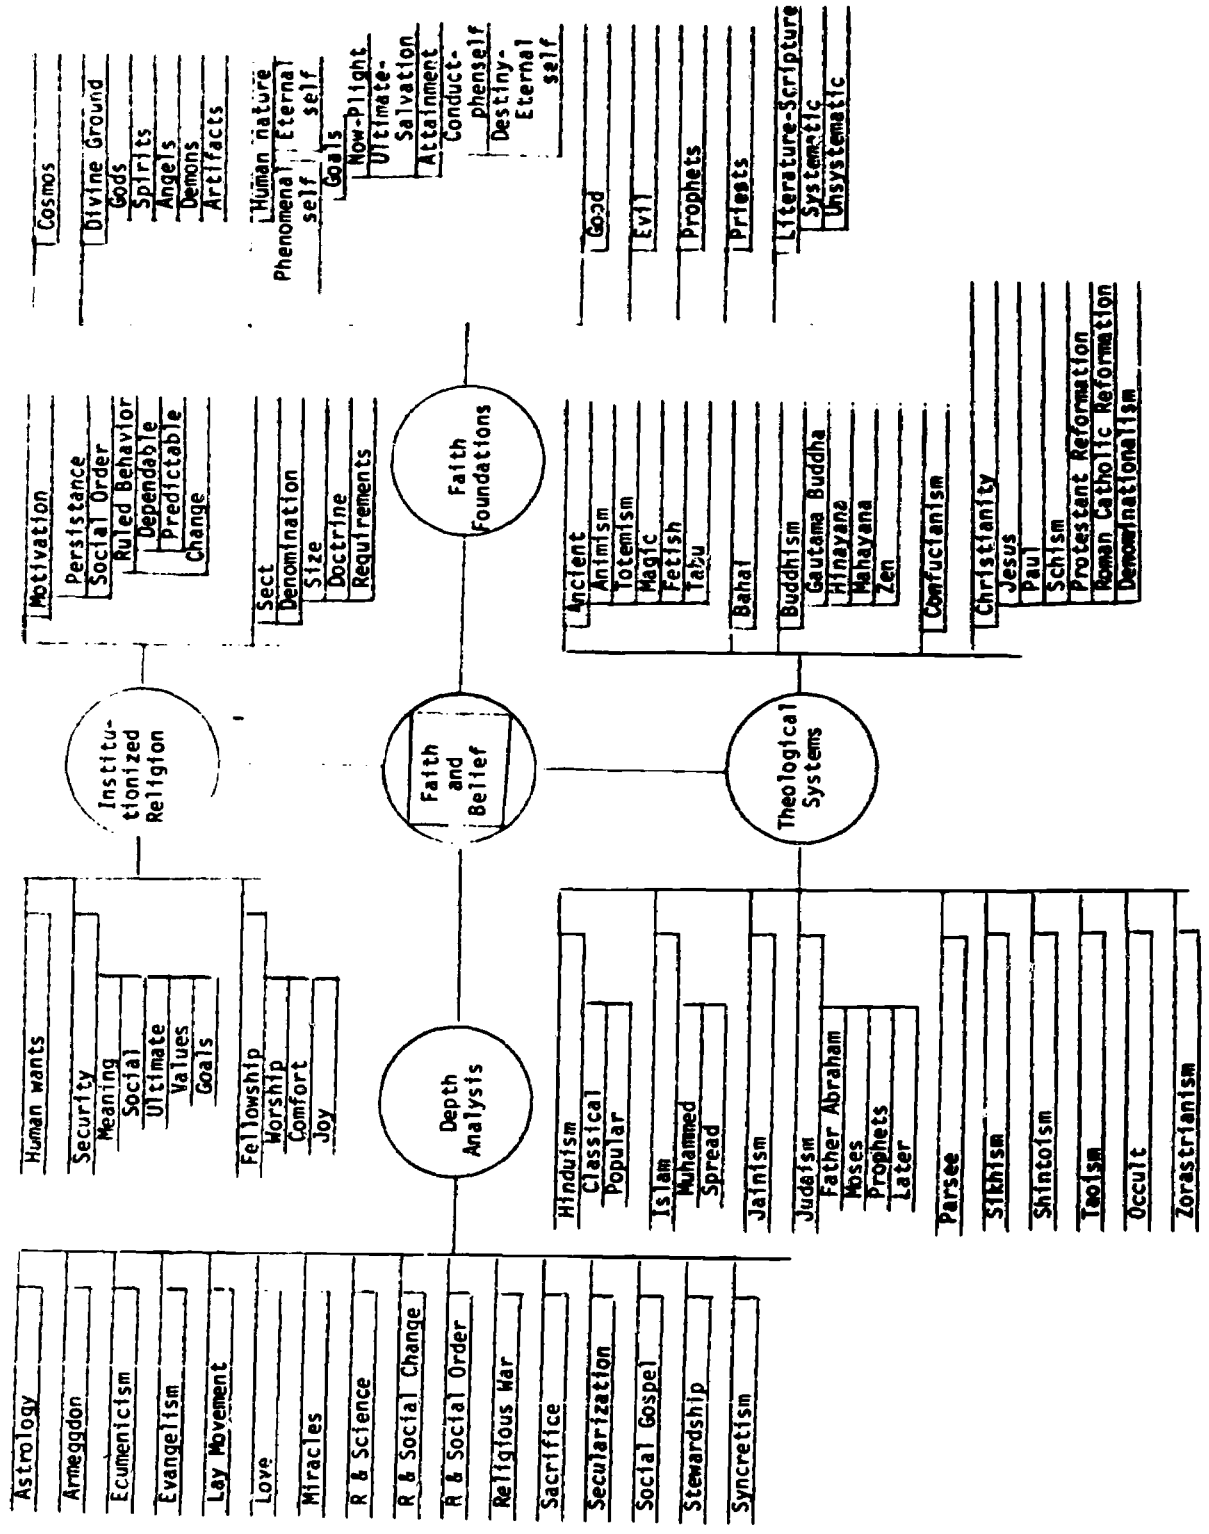 Astrology
Armeggdon
Ecumenicism
Evangelism
Lay Movement
Love
Miracles
R & Science
R & Social Change
R & Social Order
Religious War
Sacrifice
Secularization
Social Gospel
Stewardship
Syncretism
Human wants
Security
Meaning
Social
Ultimate
Values
Goals
Fellowship
Worship
Comfort
Joy
Depth
Analysis
Hinduism
Classical
Popular
Islam
Muhammed
Spread
Jainism
Judaism
Father Abraham
Moses
Prophets
Later
Parsee
Sikhism
Shintoism
Taoism
Occult
Zorastrianism
Institu-
tionized
Religion
Faith
and
Belief
Theological
Systems
Motivation
Persistance
Social Order
Ruled Behavior
Dependable
Predictable
Change
Sect
Denomination
Size
Doctrine
Requirements
Faith
Foundations
Ancient
Animism
Totemism
Magic
Fetish
Tabu
Bahai
Buddhism
Gautama Buddha
Hinayana
Mahayana
Zen
Confucianism
Christianity
Jesus
Paul
Schism
Protestant Reformation
Roman Catholic Reformation
Denominationalism
Cosmos
Divine Ground
Gods
Spirits
Angels
Demons
Artifacts
Human nature
Phenomenal Eternal
self self
Goals
Now-Plight
Ultimate-
Salvation
Attainment
Conduct-
phenself
Destiny-
Eternal
self
Good
Evil
Prophets
Priests
Literature-Scripture
Systematic
Unsystematic